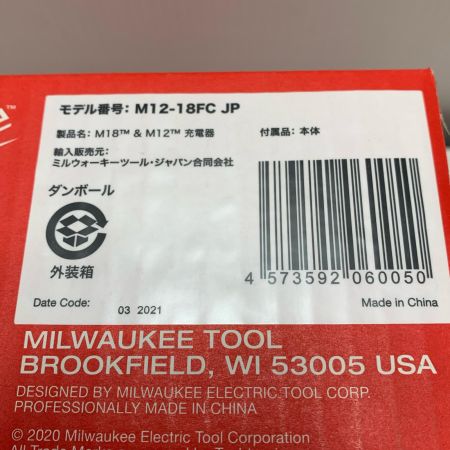 モデル番号: M12-18FC JP
製品名: M18™ & M12™ 充電器 付属品: 本体
輸入販売元:
ミルウォーキーツール・ジャパン合同会社
ダンボール
外装箱
4 573592 060050
Date Code: 03 2021 Made in China
MILWAUKEE TOOL
BROOKFIELD, WI 53005 USA
DESIGNED BY MILWAUKEE ELECTRIC TOOL CORP.
PROFESSIONALLY MADE IN CHINA
© 2020 Milwaukee Electric Tool Corporation
All Trade Marks